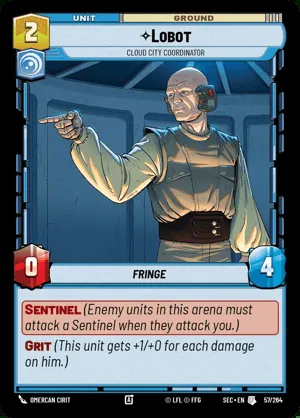 UNIT
GROUND
2
✧LOBOT
CLOUD CITY COORDINATOR
0
FRINGE
4
SENTINEL (Enemy units in this arena must
attack a Sentinel when they attack you.)
GRIT (This unit gets +1/+0 for each damage
on him.)
OMERCAN CIRIT
© LFL © FFG
SEC • EN
57/264